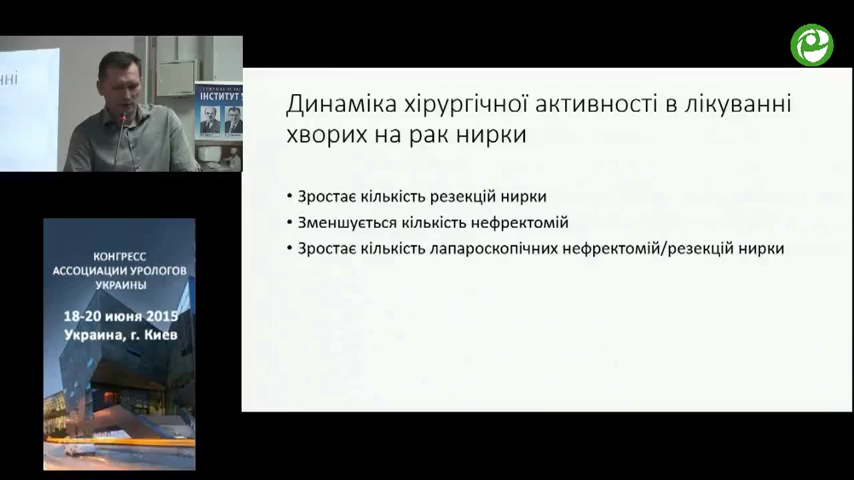 ні
ІНСТИТУТ У
Динаміка хірургічної активності в лікуванні
хворих на рак нирки
• Зростає кількість резекцій нирки
• Зменшується кількість нефректомій
• Зростає кількість лапароскопічних нефректомій/резекцій нирки
КОНГРЕСС
АССОЦИАЦИИ УРОЛОГОВ
УКРАИНЫ
18-20 июня 2015
Украина, г. Киев